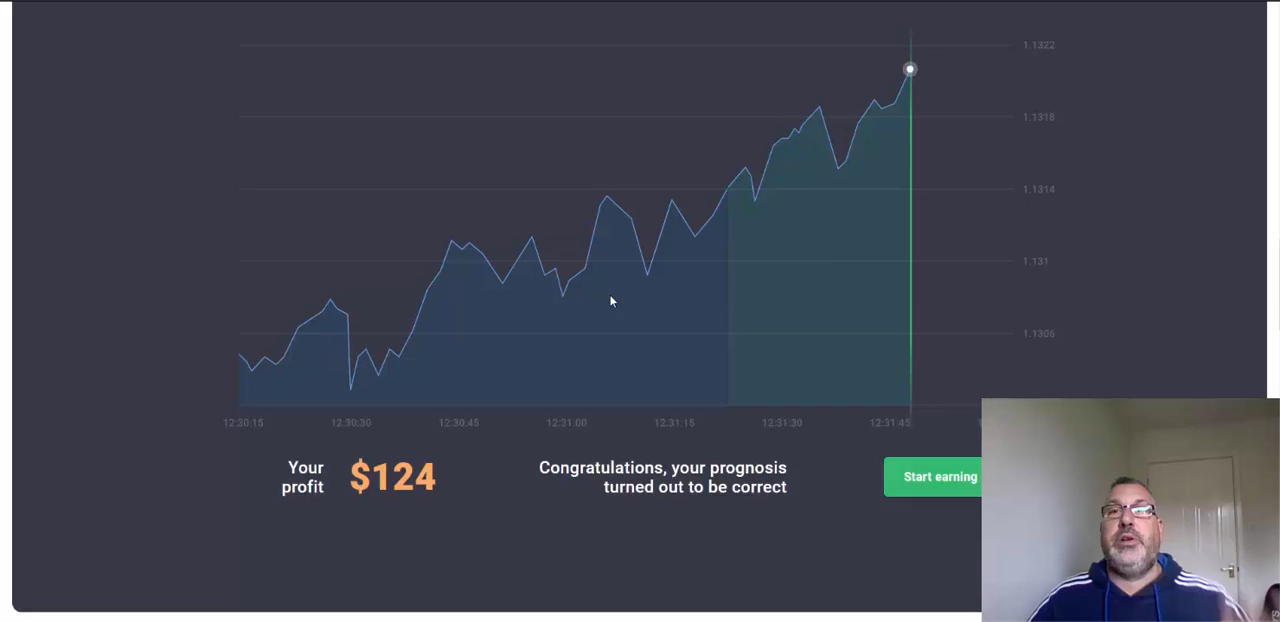 1.1322
1.1318
1.1314
1.131
1.1306
12:30:15 12:30:30 12:30:45 12:31:00 12:31:15 12:31:30 12:31:45
Your
profit
$124
Congratulations, your prognosis
turned out to be correct
Start earning